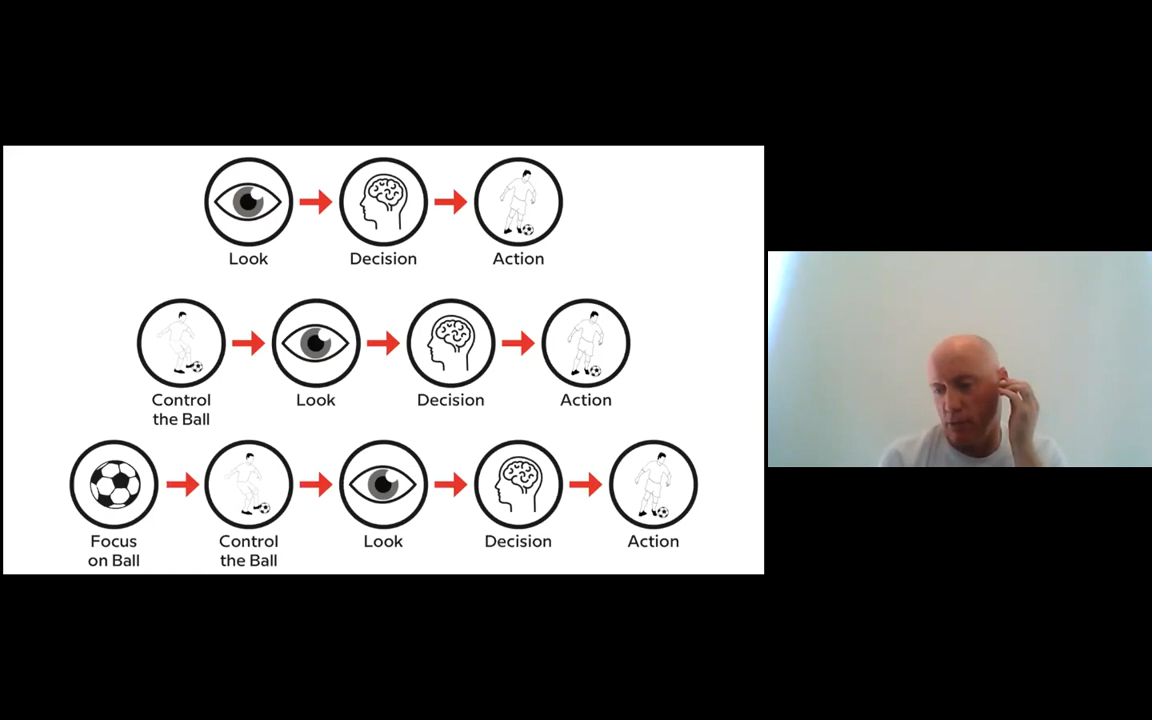 Look
Decision
Action
Control
the Ball
Look
Decision
Action
Focus
on Ball
Control
the Ball
Look
Decision
Action